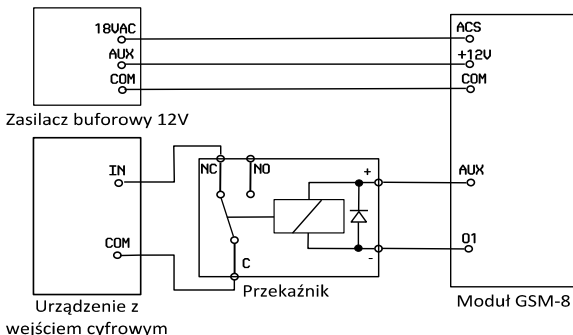 18VAC
AUX
COM
Zasilacz buforowy 12V
ACS
+12V
COM
IN
COM
Urządzenie z
wejściem cyfrowym
NC
NO
+
C
-
Przekaźnik
AUX
O1
Moduł GSM-8